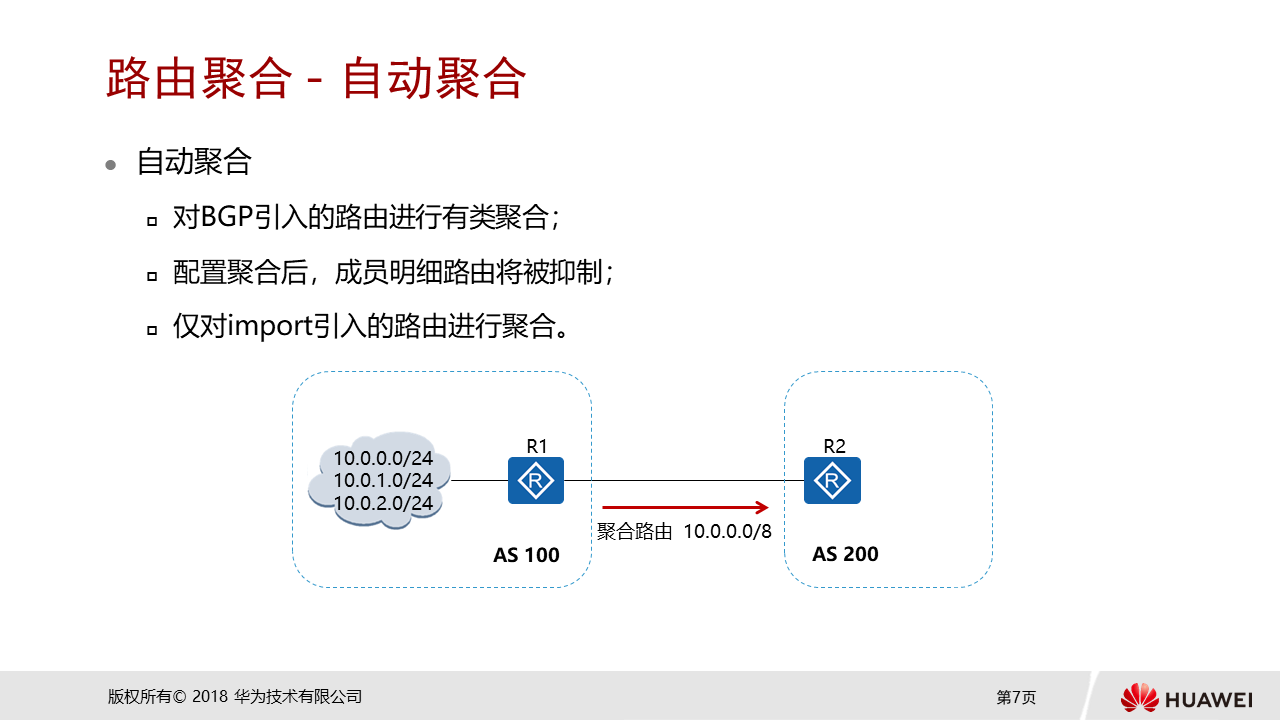 路由聚合 - 自动聚合
自动聚合
对BGP引入的路由进行有类聚合；
配置聚合后，成员明细路由将被抑制；
仅对import引入的路由进行聚合。
R1
R2
10.0.0.0/24
10.0.1.0/24
10.0.2.0/24
R
R
聚合路由 10.0.0.0/8
AS 100
AS 200
版权所有© 2018 华为技术有限公司
第7页
HUAWEI